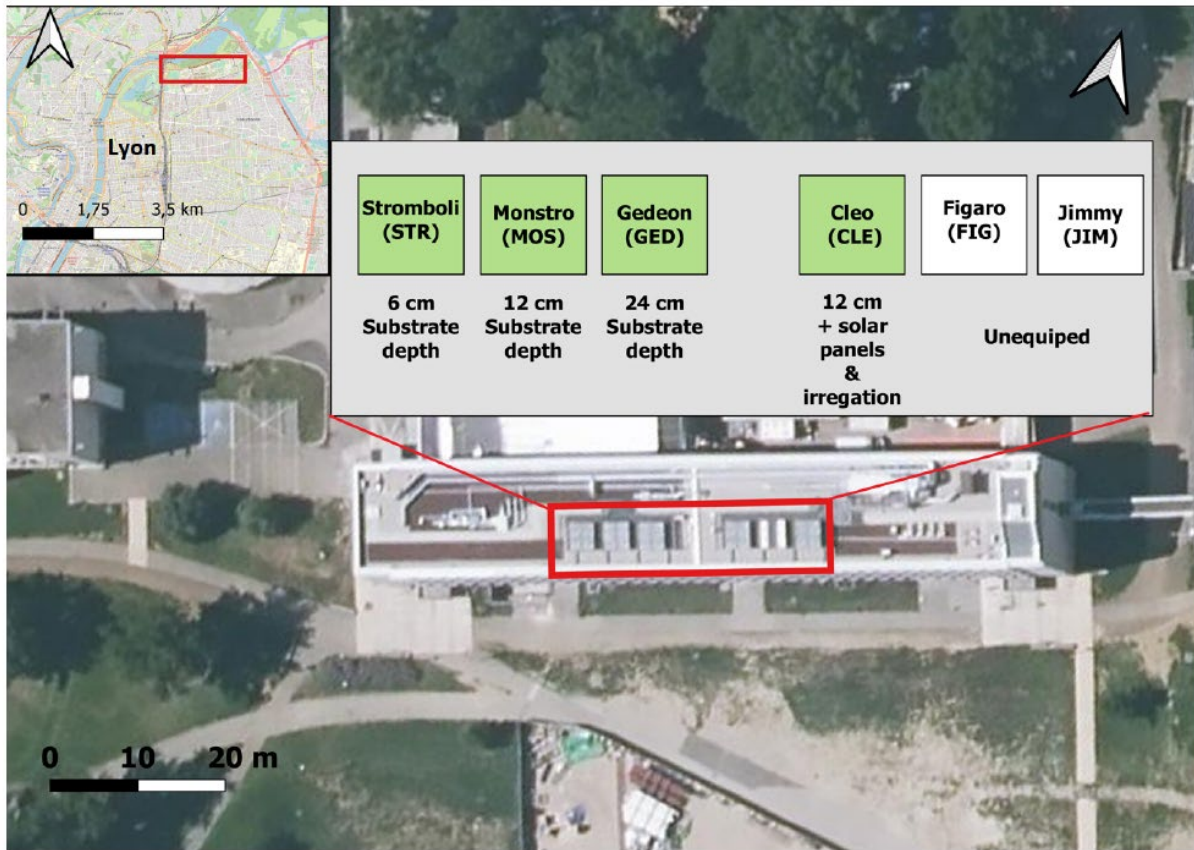 Lyon
0 1,75 3,5 km
Stromboli
(STR)
Monstro
(MOS)
Gedeon
(GED)
Cleo
(CLE)
Figaro
(FIG)
Jimmy
(JIM)
6 cm
Substrate
depth
12 cm
Substrate
depth
24 cm
Substrate
depth
12 cm
+ solar
panels
&
irregation
Unequiped
0 10 20 m